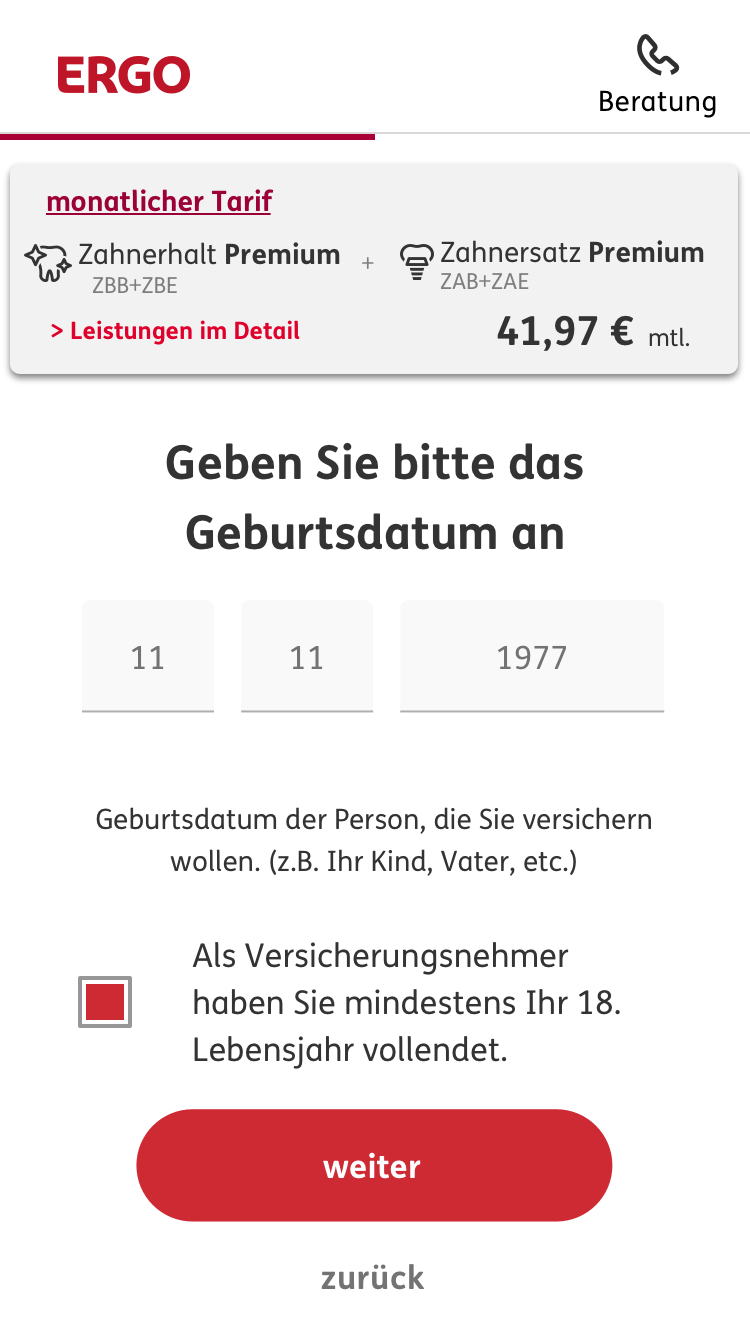 ERGO
Beratung
monatlicher Tarif
Zahnerhalt Premium + Zahnersatz Premium
ZBB+ZBE ZAB+ZAE
> Leistungen im Detail 41,97 € mtl.
Geben Sie bitte das
Geburtsdatum an
11 11 1977
Geburtsdatum der Person, die Sie versichern
wollen. (z.B. Ihr Kind, Vater, etc.)
Als Versicherungsnehmer
haben Sie mindestens Ihr 18.
Lebensjahr vollendet.
weiter
zurück